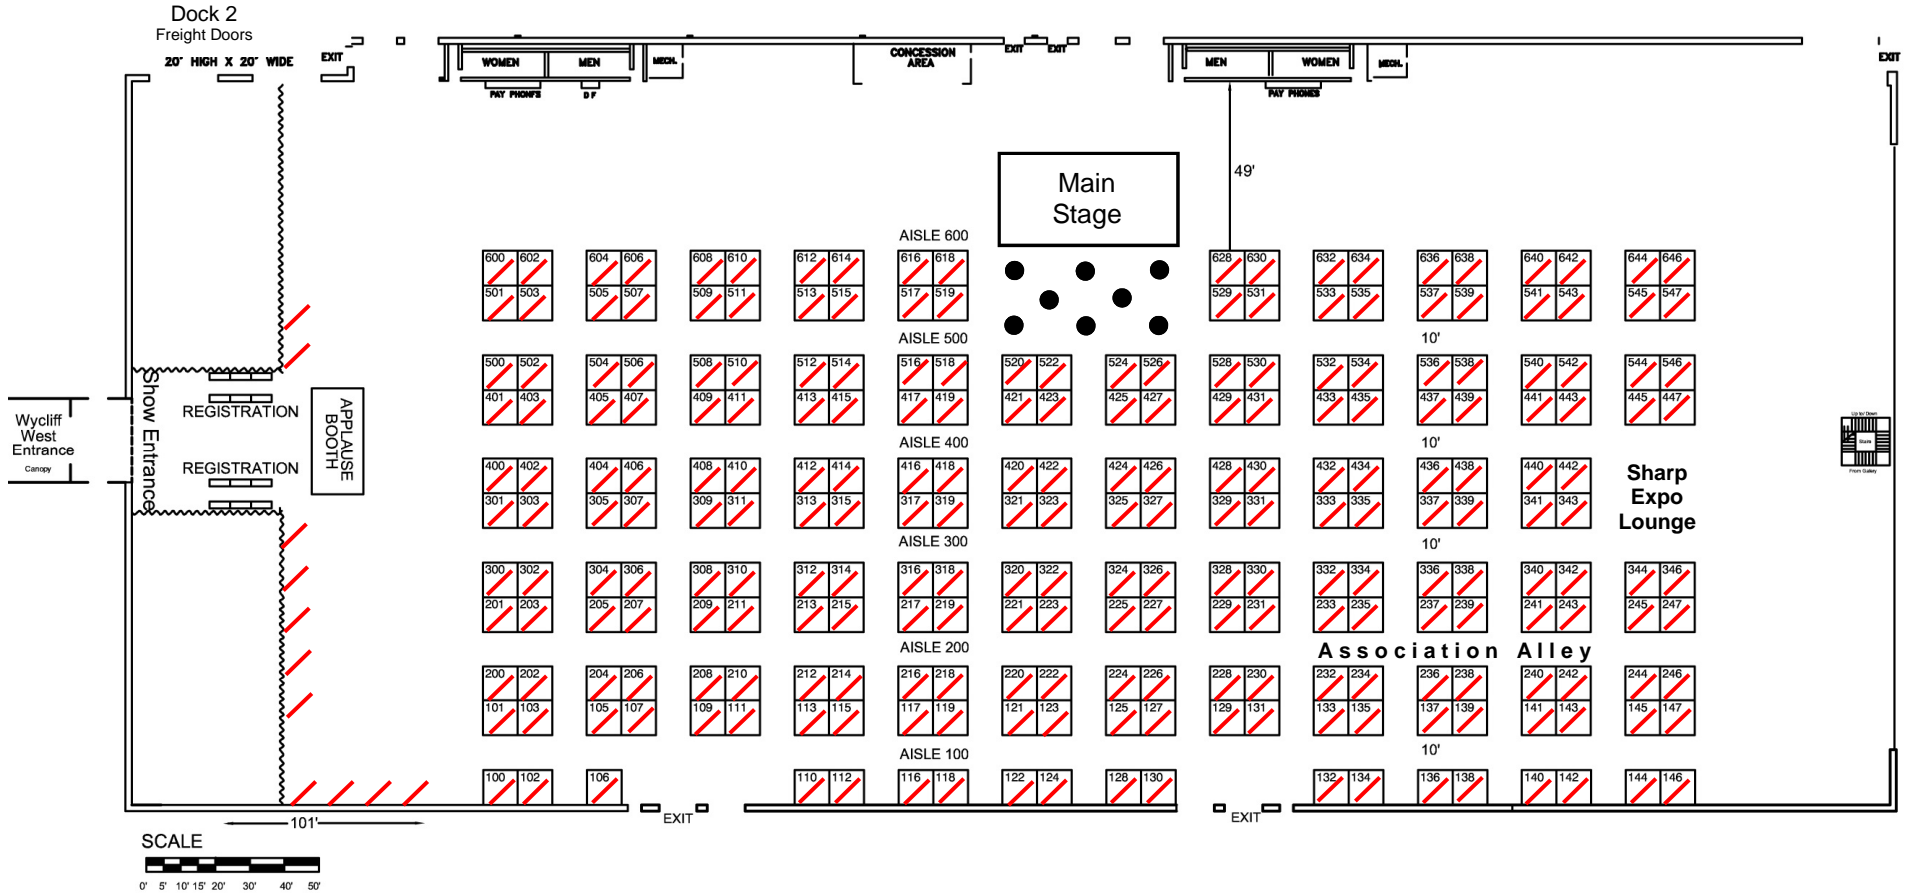 Dock 2
Freight Doors
20" HIGH X 20" WIDE
EXIT
WOMEN MEN MECH.
PAY PHONES D F
CONCESSION
AREA
EXIT EXIT
MEN WOMEN MECH.
PAY PHONES
EXIT
Main
Stage
49'
AISLE 600
600 602 604 606 608 610 612 614 616 618 628 630 632 634 636 638 640 642 644 646
501 503 505 507 509 511 513 515 517 519 529 531 533 535 537 539 541 543 545 547
AISLE 500 10'
500 502 504 506 508 510 512 514 516 518 520 522 524 526 528 530 532 534 536 538 540 542 544 546
401 403 405 407 409 411 413 415 417 419 421 423 425 427 429 431 433 435 437 439 441 443 445 447
Show Entrance
REGISTRATION
APPLAUSE
BOOTH
REGISTRATION
Wycliff
West
Entrance
Canopy
AISLE 400 10'
400 402 404 406 408 410 412 414 416 418 420 422 424 426 428 430 432 434 436 438 440 442
301 303 305 307 309 311 313 315 317 319 321 323 325 327 329 331 333 335 337 339 341 343
Sharp
Expo
Lounge
Up to/ Down
Stairs
From Gallery
AISLE 300 10'
300 302 304 306 308 310 312 314 316 318 320 322 324 326 328 330 332 334 336 338 340 342 344 346
201 203 205 207 209 211 213 215 217 219 221 223 225 227 229 231 233 235 237 239 241 243 245 247
AISLE 200 Association Alley
200 202 204 206 208 210 212 214 216 218 220 222 224 226 228 230 232 234 236 238 240 242 244 246
101 103 105 107 109 111 113 115 117 119 121 123 125 127 129 131 133 135 137 139 141 143 145 147
AISLE 100 10'
100 102 106 110 112 116 118 122 124 128 130 132 134 136 138 140 142 144 146
EXIT EXIT
101'
SCALE
0' 5' 10' 15' 20' 30' 40' 50'